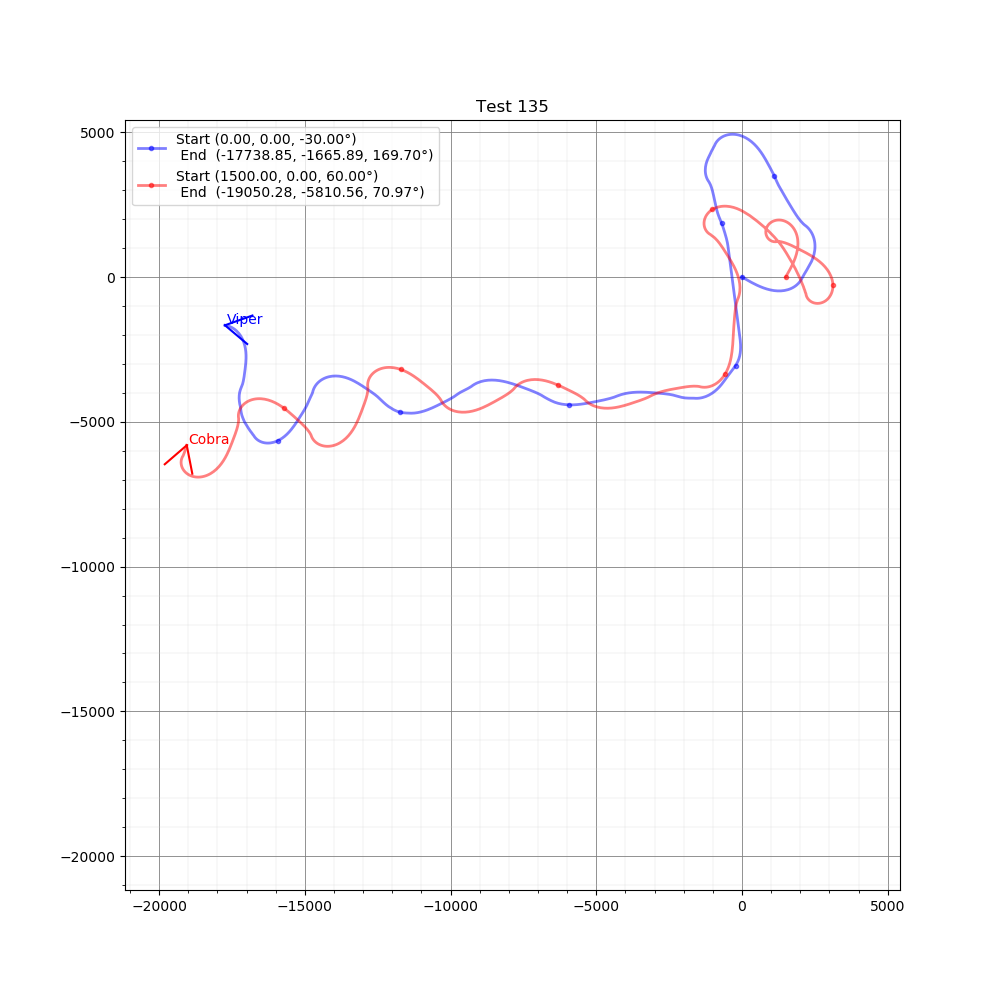 Test 135
Start (0.00, 0.00, -30.00°)
End (-17738.85, -1665.89, 169.70°)
Start (1500.00, 0.00, 60.00°)
End (-19050.28, -5810.56, 70.97°)
5000
0
−5000
−10000
−15000
−20000
Viper
Cobra
−20000
−15000
−10000
−5000
0
5000